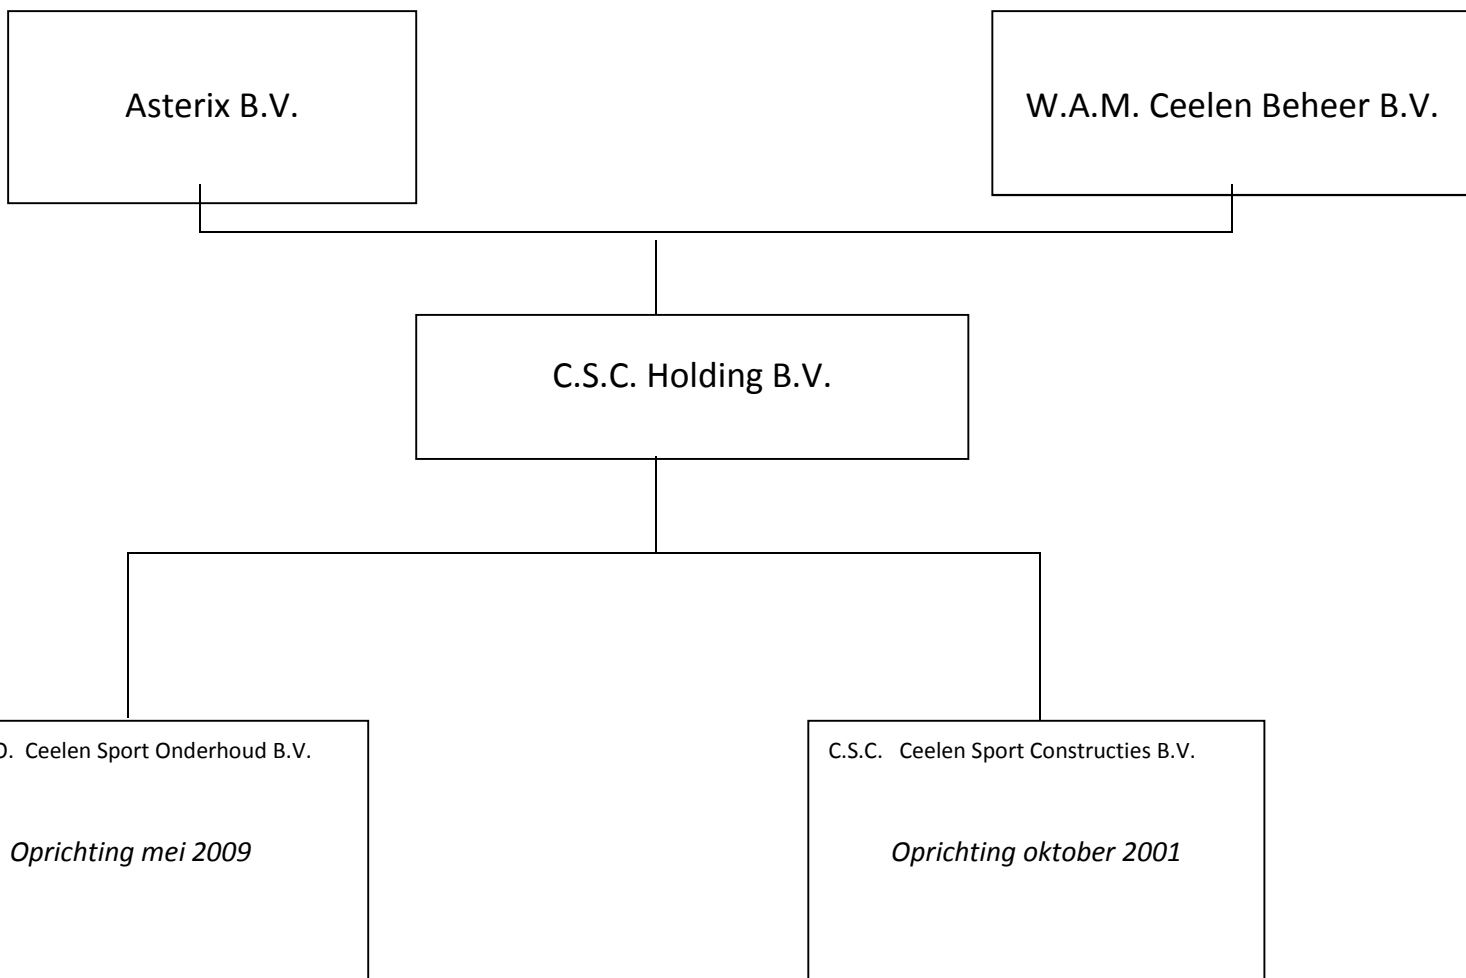 Asterix B.V.
W.A.M. Ceelen Beheer B.V.
C.S.C. Holding B.V.
Ceelen Sport Onderhoud B.V.
Oprichting mei 2009
C.S.C. Ceelen Sport Constructies B.V.
Oprichting oktober 2001